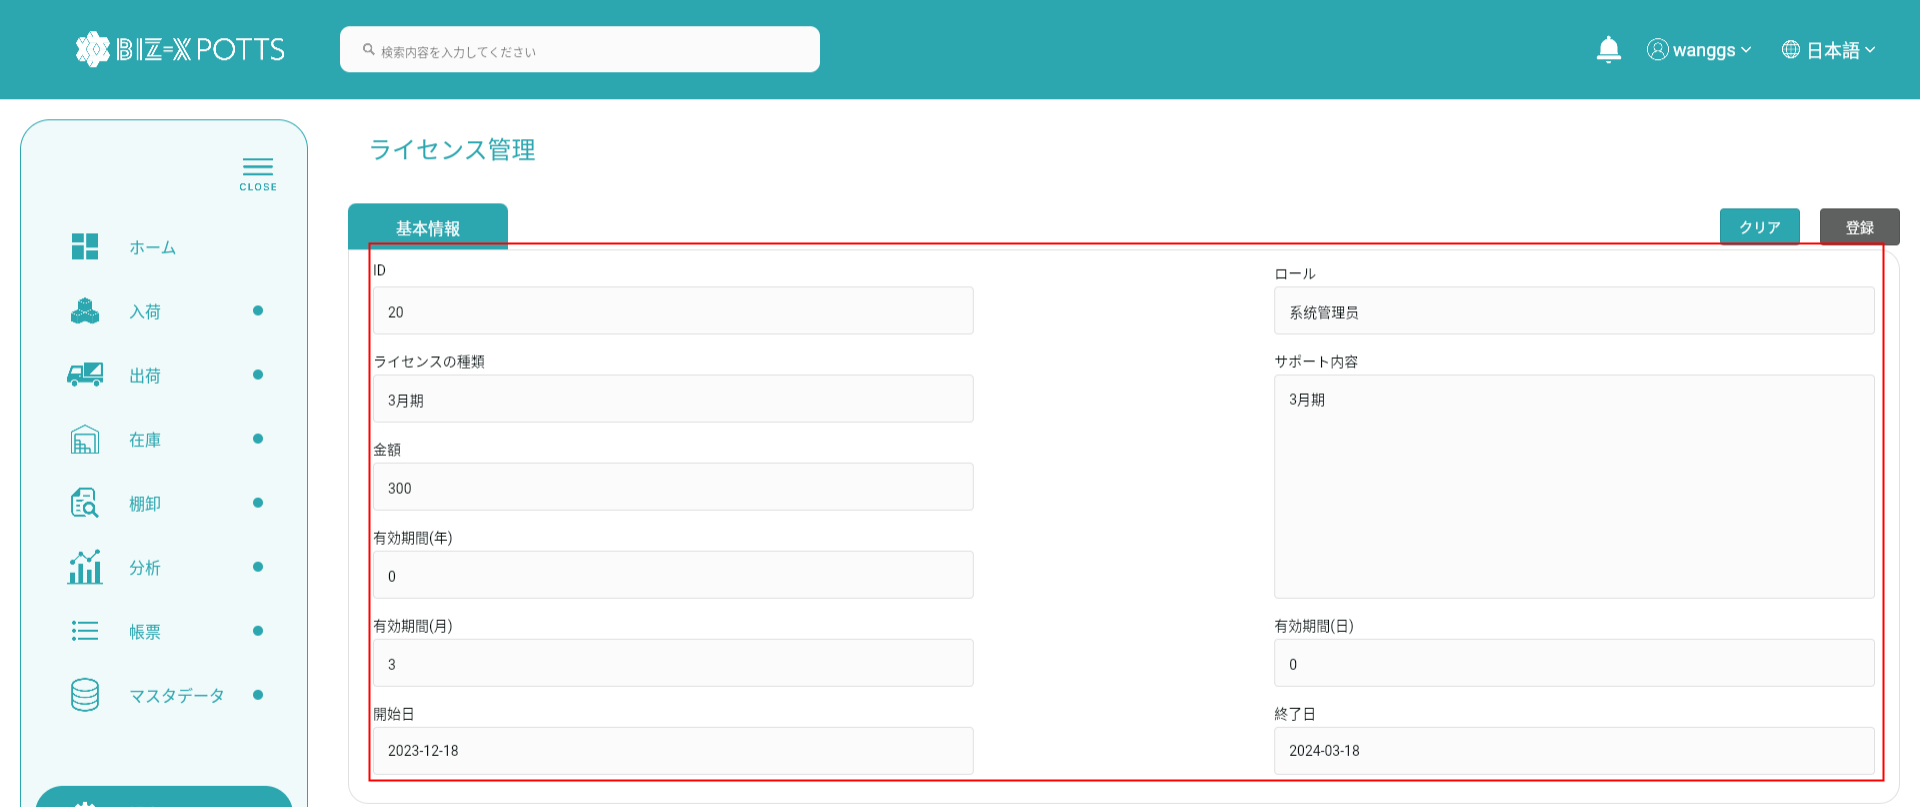 BIZ=X POTTS
検索内容を入力してください
wanggs
日本語
CLOSE
ホーム
入荷
出荷
在庫
棚卸
分析
帳票
マスタデータ
ライセンス管理
基本情報
クリア
登録
ID
20
ロール
系统管理员
ライセンスの種類
3月期
サポート内容
3月期
金額
300
有効期間(年)
0
有効期間(月)
3
有効期間(日)
0
開始日
2023-12-18
終了日
2024-03-18